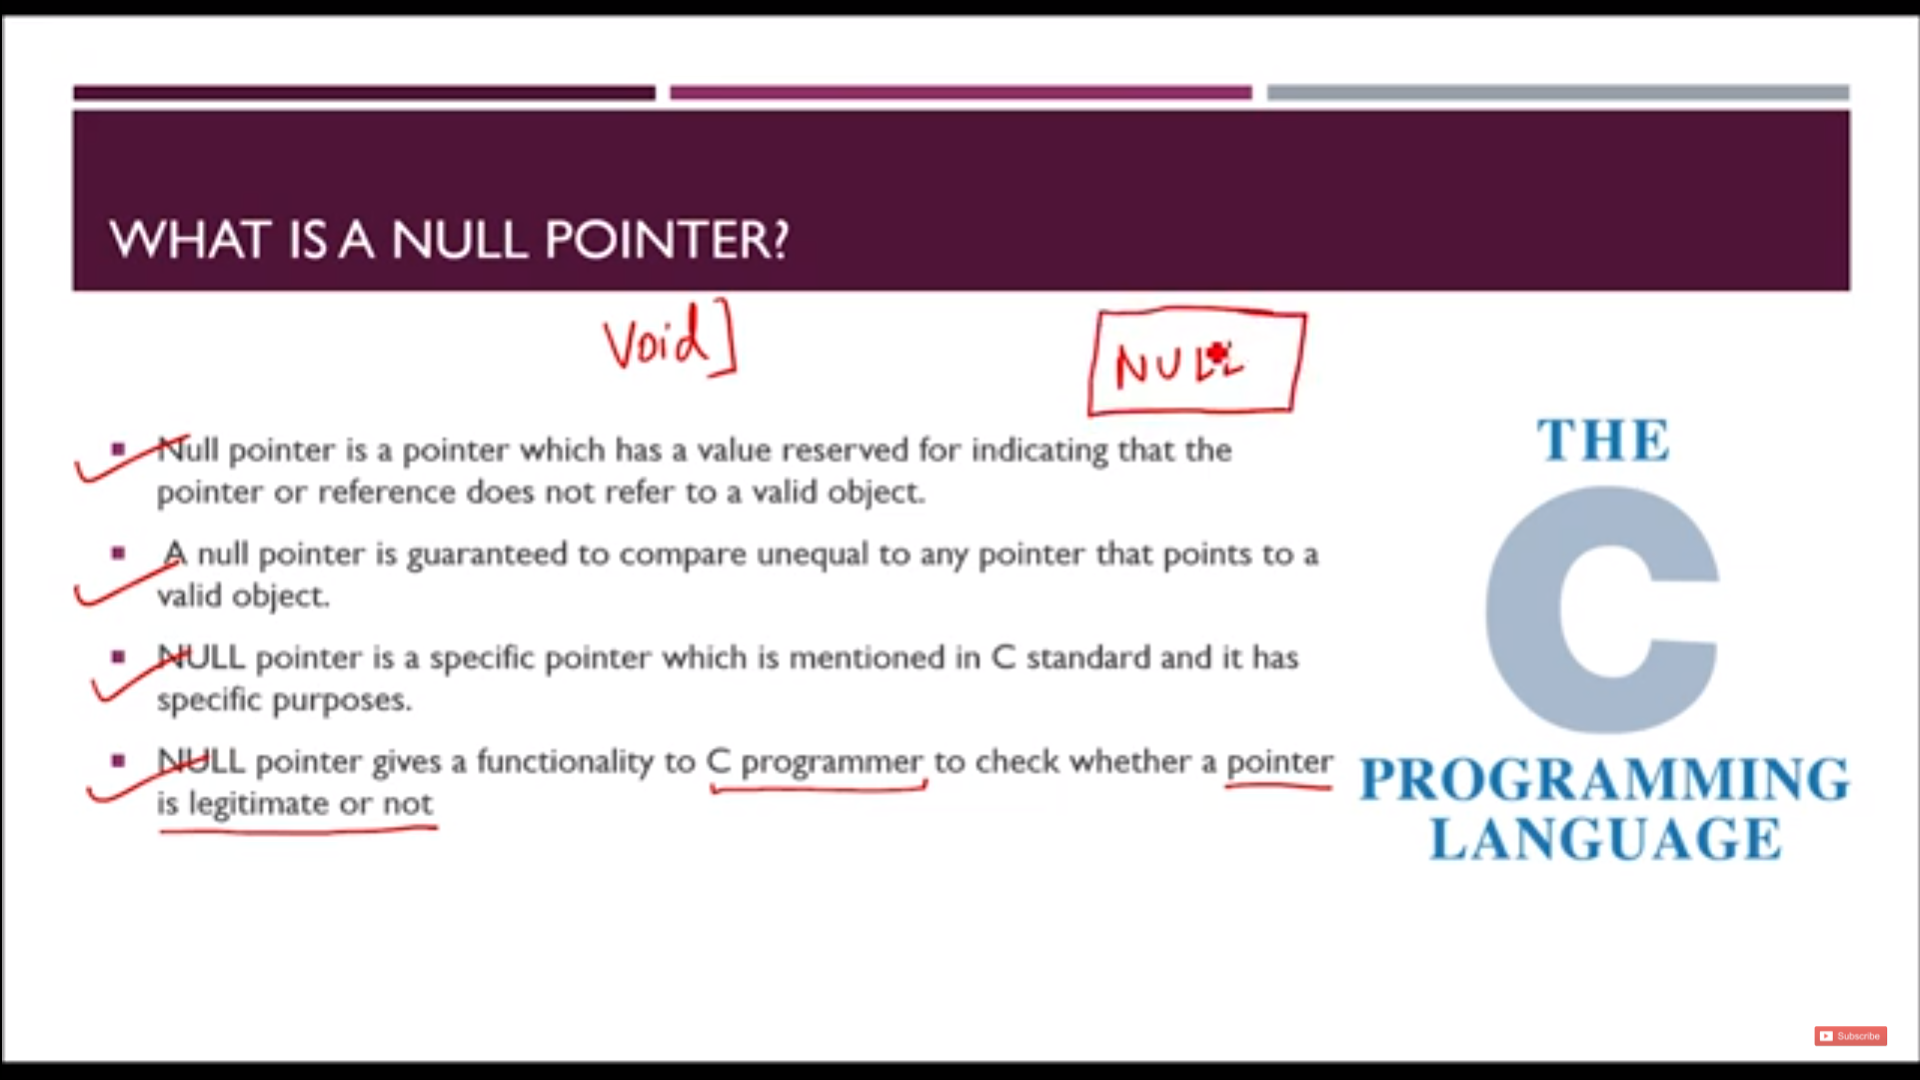 WHAT IS A NULL POINTER?
Void]
NULL
Null pointer is a pointer which has a value reserved for indicating that the
pointer or reference does not refer to a valid object.
A null pointer is guaranteed to compare unequal to any pointer that points to a
valid object.
NULL pointer is a specific pointer which is mentioned in C standard and it has
specific purposes.
NULL pointer gives a functionality to C programmer to check whether a pointer
is legitimate or not
THE
C
PROGRAMMING
LANGUAGE
Subscribe